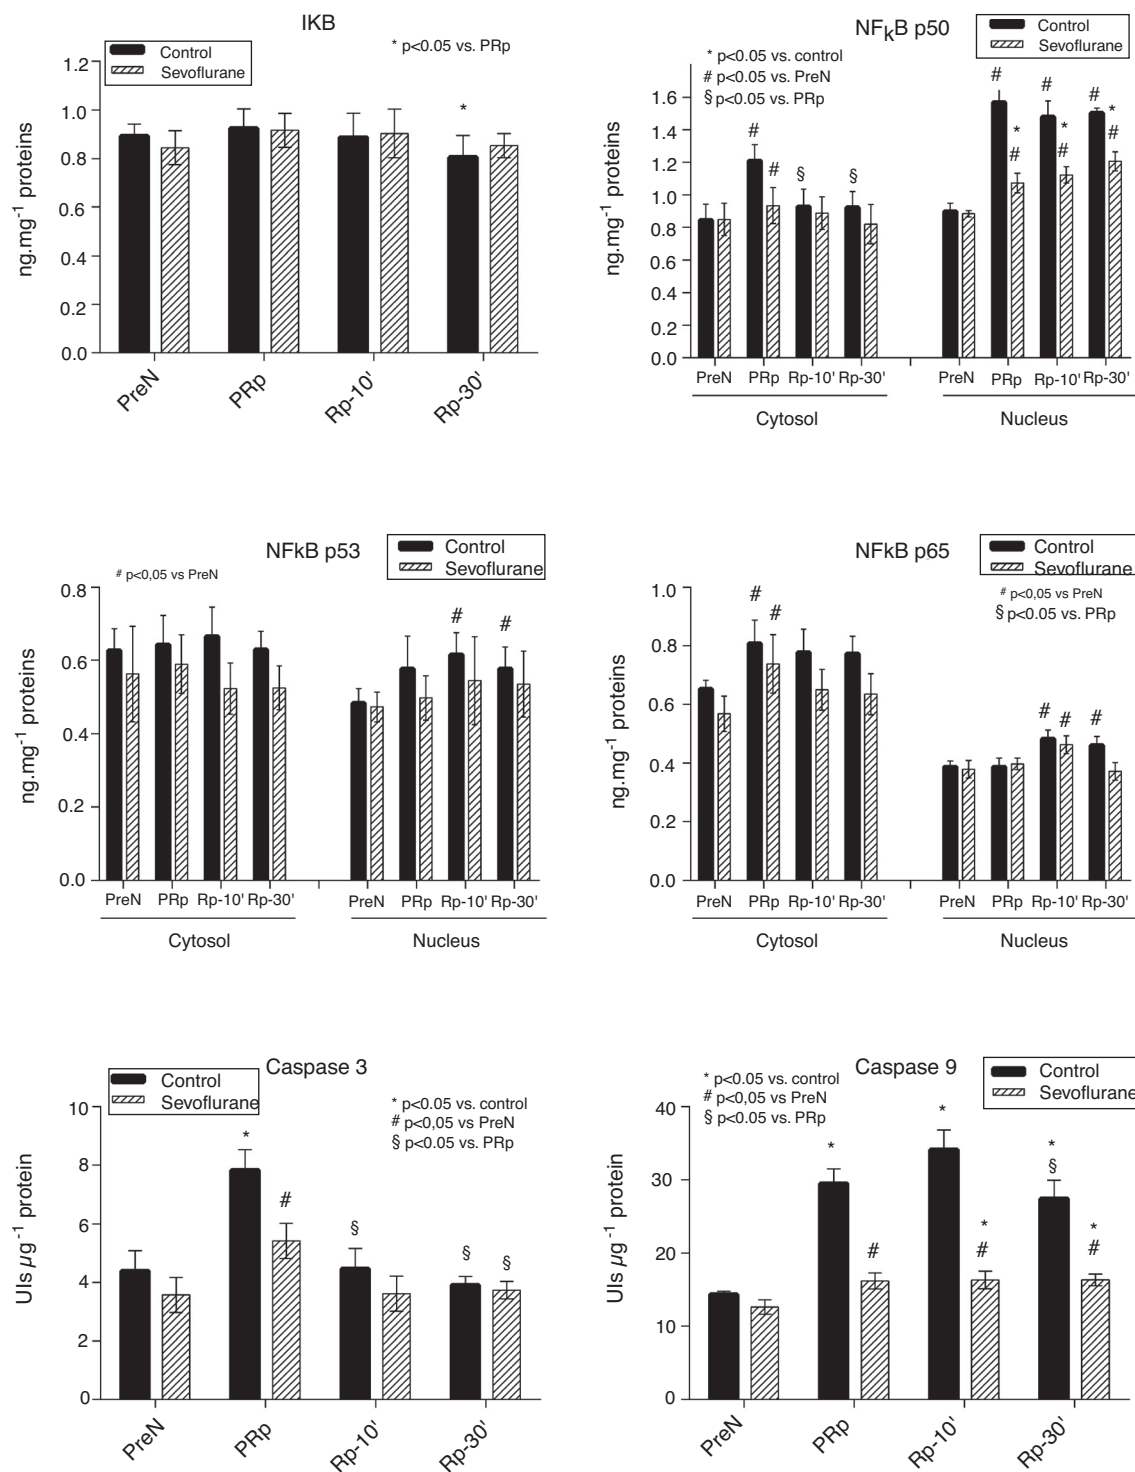 IKB
Control
Sevoflurane
* p<0.05 vs. PRp
ng.mg-1 proteins
1.2
1.0
0.8
0.6
0.4
0.2
0.0
PreN
PRp
Rp-10'
Rp-30'
*
NFkB p50
Control
Sevoflurane
* p<0.05 vs. control
# p<0.05 vs. PreN
§ p<0.05 vs. PRp
ng.mg-1 proteins
1.6
1.4
1.2
1.0
0.8
0.6
0.4
0.2
0.0
# # § § # * # # * # # * #
PreN PRp Rp-10' Rp-30' PreN PRp Rp-10' Rp-30'
Cytosol Nucleus
NFkB p53
Control
Sevoflurane
# p<0,05 vs PreN
ng.mg-1 proteins
0.8
0.6
0.4
0.2
0.0
# #
PreN PRp Rp-10' Rp-30' PreN PRp Rp-10' Rp-30'
Cytosol Nucleus
NFkB p65
Control
Sevoflurane
# p<0,05 vs PreN
§ p<0.05 vs. PRp
ng.mg-1 proteins
1.0
0.8
0.6
0.4
0.2
0.0
# # # # #
PreN PRp Rp-10' Rp-30' PreN PRp Rp-10' Rp-30'
Cytosol Nucleus
Caspase 3
Control
Sevoflurane
* p<0.05 vs. control
# p<0,05 vs PreN
§ p<0.05 vs. PRp
UIs µg-1 protein
10
8
6
4
2
0
* # § § §
PreN
PRp
Rp-10'
Rp-30'
Caspase 9
Control
Sevoflurane
* p<0.05 vs. control
# p<0,05 vs PreN
§ p<0.05 vs. PRp
UIs µg-1 protein
40
30
20
10
0
* # * * # * § * #
PreN
PRp
Rp-10'
Rp-30'